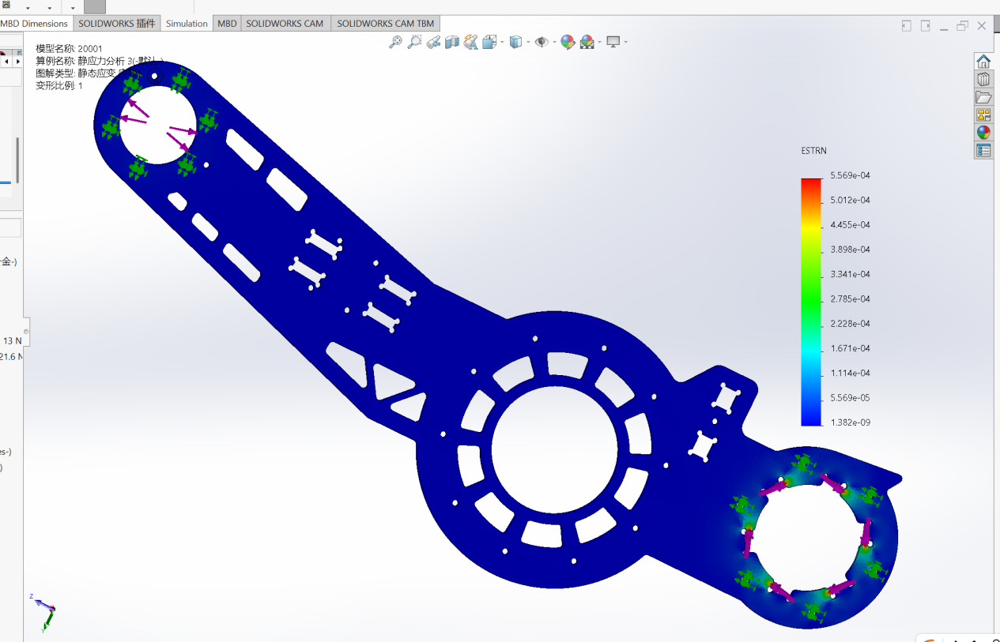 器
MBD Dimensions
SOLIDWORKS 插件
Simulation
MBD
SOLIDWORKS CAM
SOLIDWORKS CAM TBM
模型名称: 20001
算例名称: 静应力分析 3(-默认-)
图解类型: 静态应变
变形比例: 1
金-)
13 N
21.6 N
es-)
)
ESTRN
5.569e-04
5.012e-04
4.455e-04
3.898e-04
3.341e-04
2.785e-04
2.228e-04
1.671e-04
1.114e-04
5.569e-05
1.382e-09
Z
Y